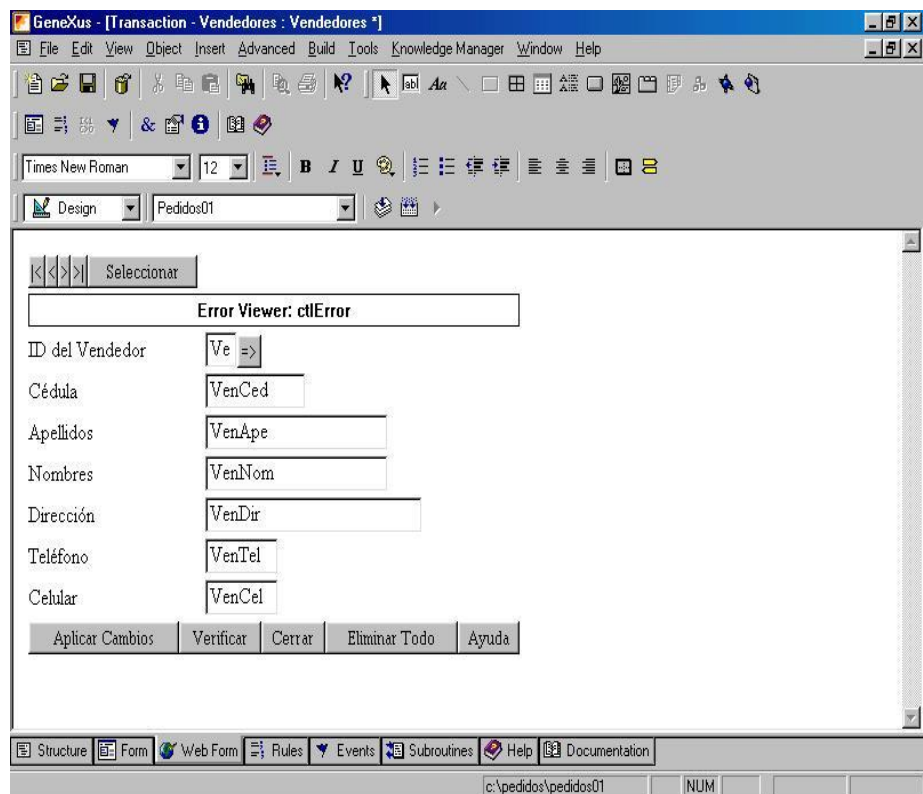 GeneXus - [Transaction - Vendedores : Vendedores *]
File Edit View Object Insert Advanced Build Tools Knowledge Manager Window Help
Times New Roman 12 B I U
Design Pedidos01
|< < > >| Seleccionar
Error Viewer: ctlError
ID del Vendedor Ve =>
Cédula VenCed
Apellidos VenApe
Nombres VenNom
Dirección VenDir
Teléfono VenTel
Celular VenCel
Aplicar Cambios Verificar Cerrar Eliminar Todo Ayuda
Structure Form Web Form Rules Events Subroutines Help Documentation
c:\pedidos\pedidos01 NUM